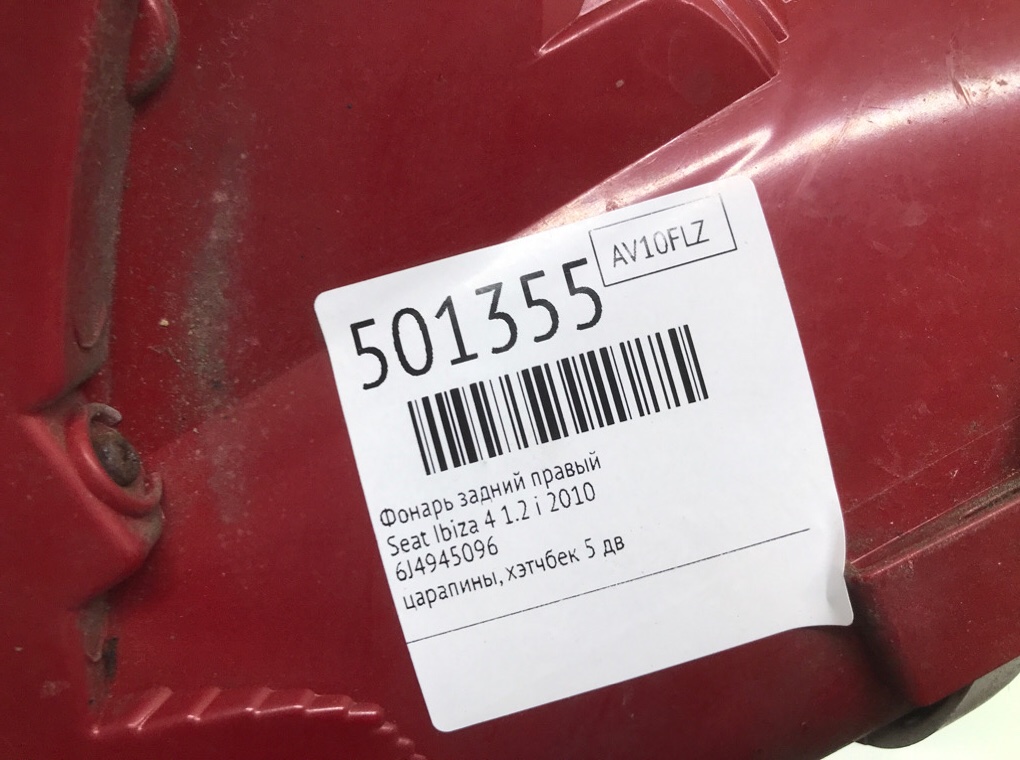 AV10FLZ
501355
Фонарь задний правый
Seat Ibiza 4 1.2 i 2010
6J4945096
царапины, хэтчбек 5 дв